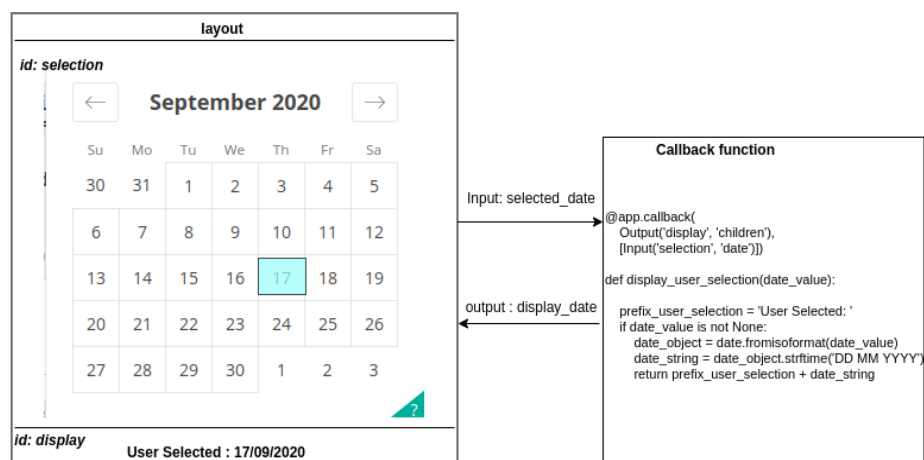 layout
id: selection
← September 2020 →
Su Mo Tu We Th Fr Sa
30 31 1 2 3 4 5
6 7 8 9 10 11 12
13 14 15 16 17 18 19
20 21 22 23 24 25 26
27 28 29 30 1 2 3
?
id: display
User Selected : 17/09/2020
Input: selected_date
output : display_date
Callback function
@app.callback(
Output('display', 'children'),
[Input('selection', 'date')])
def display_user_selection(date_value):
prefix_user_selection = 'User Selected: '
if date_value is not None:
date_object = date.fromisoformat(date_value)
date_string = date_object.strftime('DD MM YYYY')
return prefix_user_selection + date_string